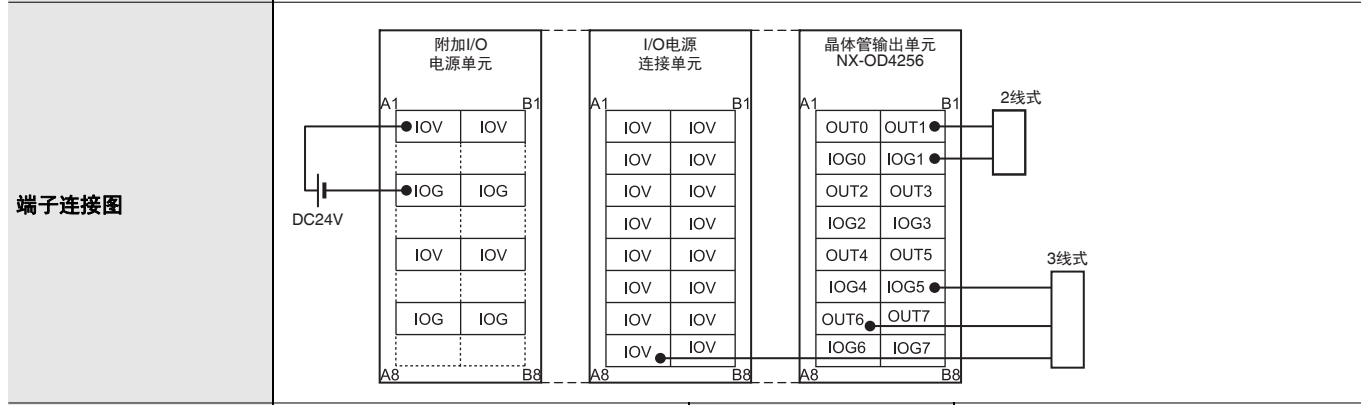 端子连接图
附加I/O
电源单元
A1 B1
IOV IOV
IOG IOG
IOV IOV
IOG IOG
A8 B8
DC24V
I/O电源
连接单元
A1 B1
IOV IOV
IOV IOV
IOV IOV
IOV IOV
IOV IOV
IOV IOV
IOV IOV
IOV IOV
A8 B8
晶体管输出单元
NX-OD4256
A1 B1
OUT0 OUT1
IOG0 IOG1
OUT2 OUT3
IOG2 IOG3
OUT4 OUT5
IOG4 IOG5
OUT6 OUT7
IOG6 IOG7
A8 B8
2线式
3线式